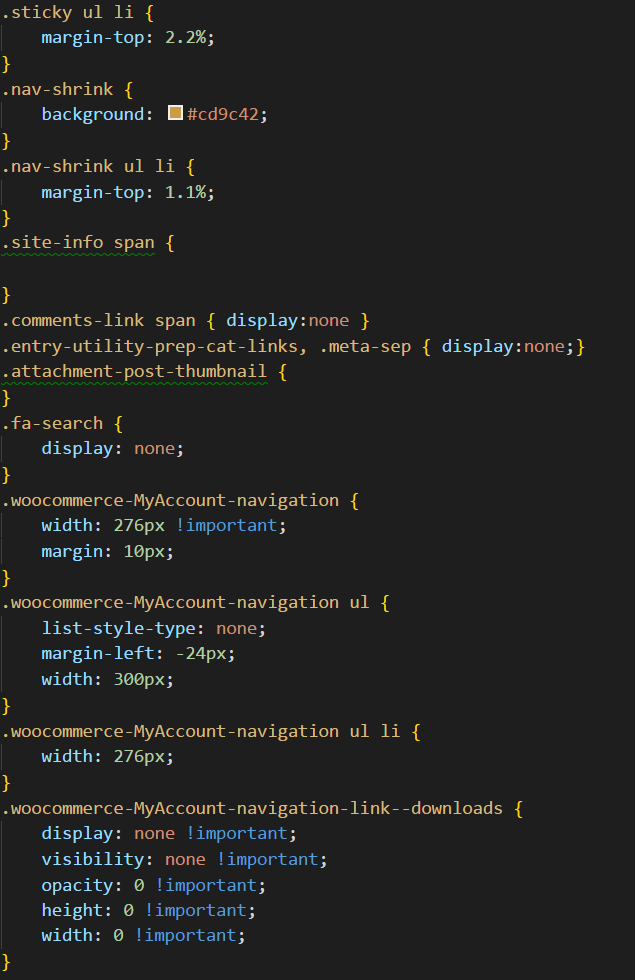 .sticky ul li {
    margin-top: 2.2%;
}
.nav-shrink {
    background: #cd9c42;
}
.nav-shrink ul li {
    margin-top: 1.1%;
}
.site-info span {

}
.comments-link span { display:none }
.entry-utility-prep-cat-links, .meta-sep { display:none;}
.attachment-post-thumbnail {
}
.fa-search {
    display: none;
}
.woocommerce-MyAccount-navigation {
    width: 276px !important;
    margin: 10px;
}
.woocommerce-MyAccount-navigation ul {
    list-style-type: none;
    margin-left: -24px;
    width: 300px;
}
.woocommerce-MyAccount-navigation ul li {
    width: 276px;
}
.woocommerce-MyAccount-navigation-link--downloads {
    display: none !important;
    visibility: none !important;
    opacity: 0 !important;
    height: 0 !important;
    width: 0 !important;
}